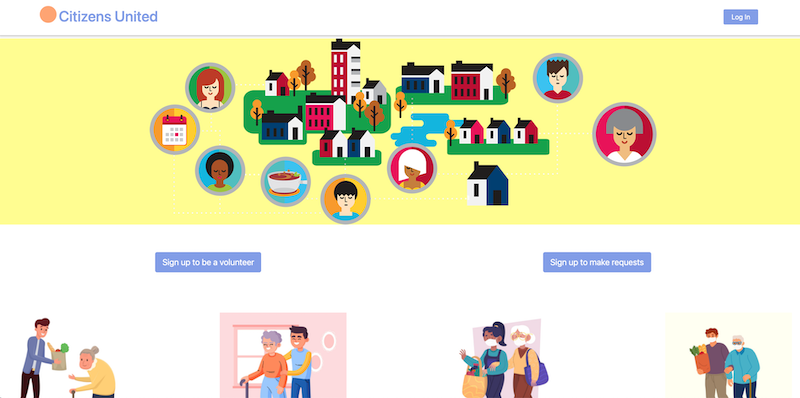 Citizens United
Log In
Sign up to be a volunteer
Sign up to make requests